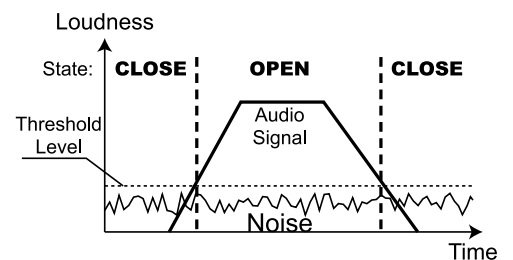 Loudness
State: CLOSE OPEN CLOSE
Audio
Signal
Threshold
Level
Noise
Time